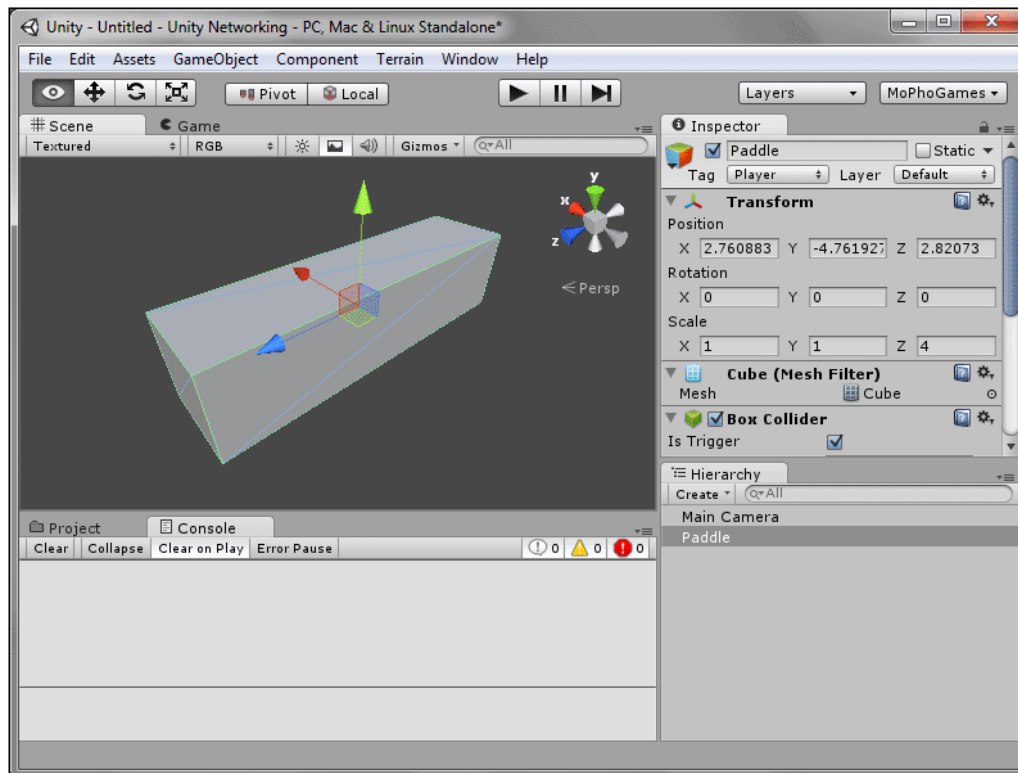 Unity - Untitled - Unity Networking - PC, Mac & Linux Standalone*
File Edit Assets GameObject Component Terrain Window Help
Pivot Local Layers MoPhoGames
Scene Game
Textured RGB Gizmos All
y
x
z
Persp
Inspector
Paddle Static
Tag Player Layer Default
Transform
Position
X 2.760883 Y -4.761927 Z 2.82073
Rotation
X 0 Y 0 Z 0
Scale
X 1 Y 1 Z 4
Cube (Mesh Filter)
Mesh Cube
Box Collider
Is Trigger
Hierarchy
Create All
Main Camera
Paddle
Project Console
Clear Collapse Clear on Play Error Pause 0 0 0